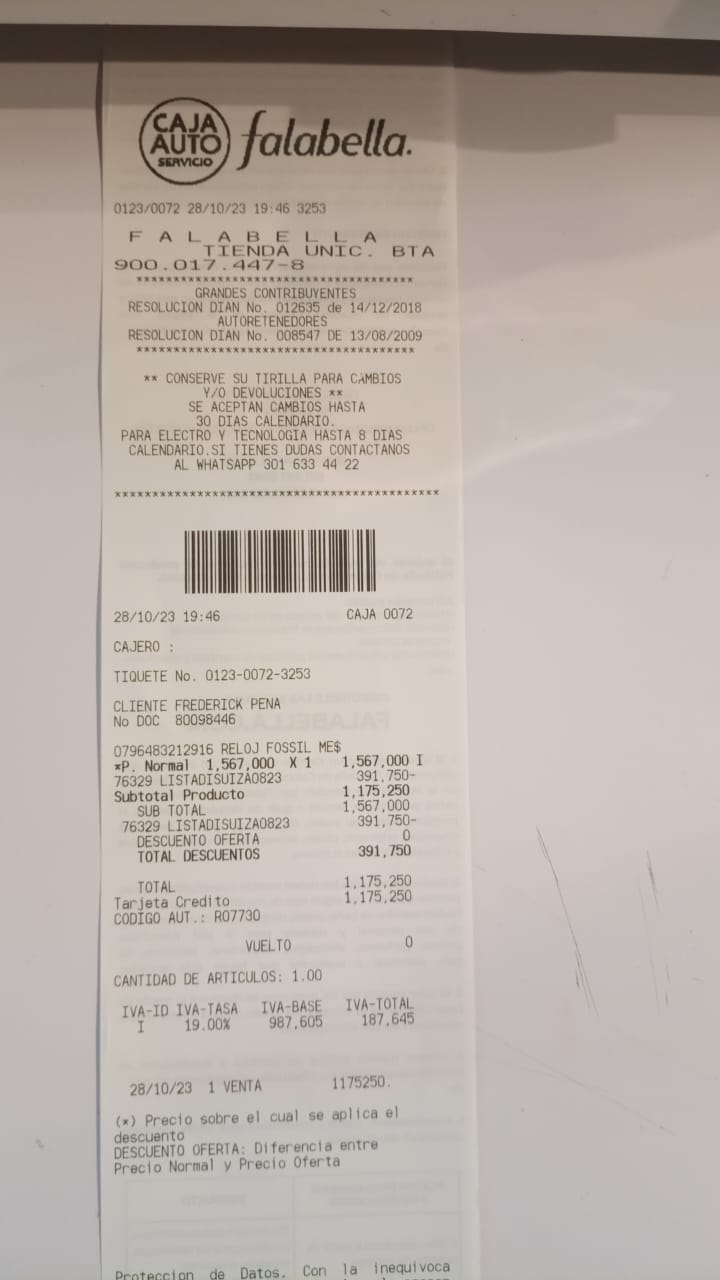 CAJA
AUTO
SERVICIO
falabella.
0123/0072 28/10/23 19:46 3253
F A L A B E L L A
TIENDA UNIC. BTA
900.017.447-8
*************************************
GRANDES CONTRIBUYENTES
RESOLUCION DIAN No. 012635 de 14/12/2018
AUTORETENEDORES
RESOLUCION DIAN No. 008547 DE 13/08/2009
*************************************
** CONSERVE SU TIRILLA PARA CAMBIOS
Y/O DEVOLUCIONES **
SE ACEPTAN CAMBIOS HASTA
30 DIAS CALENDARIO.
PARA ELECTRO Y TECNOLOGIA HASTA 8 DIAS
CALENDARIO.SI TIENES DUDAS CONTACTANOS
AL WHATSAPP 301 633 44 22
*******************************************
28/10/23 19:46 CAJA 0072
CAJERO :
TIQUETE No. 0123-0072-3253
CLIENTE FREDERICK PENA
No DOC 80098446
0796483212916 RELOJ FOSSIL ME$
*P. Normal 1,567,000 X 1 1,567,000 I
76329 LISTADISUIZA0823 391,750-
Subtotal Producto 1,175,250
SUB TOTAL 1,567,000
76329 LISTADISUIZA0823 391,750-
DESCUENTO OFERTA 0
TOTAL DESCUENTOS 391,750
TOTAL 1,175,250
Tarjeta Credito 1,175,250
CODIGO AUT.: R07730
VUELTO 0
CANTIDAD DE ARTICULOS: 1.00
IVA-ID IVA-TASA IVA-BASE IVA-TOTAL
I 19.00% 987,605 187,645
28/10/23 1 VENTA 1175250.
(*) Precio sobre el cual se aplica el
descuento
DESCUENTO OFERTA: Diferencia entre
Precio Normal y Precio Oferta
Proteccion de Datos. Con la inequivoca